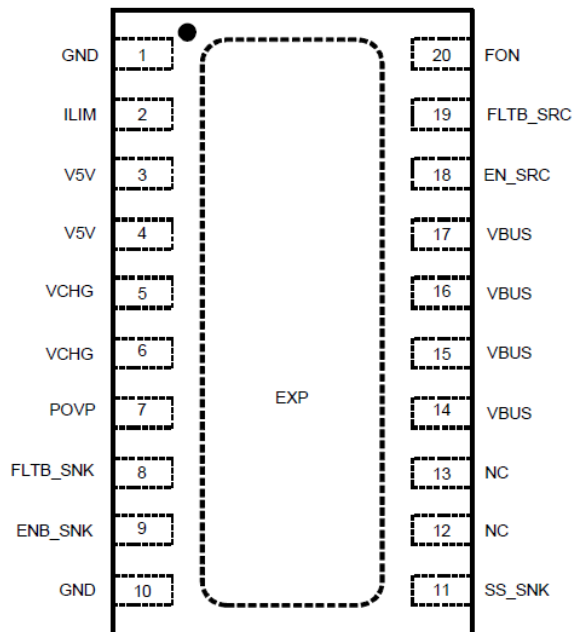 GND 1 20 FON
ILIM 2 19 FLTB_SRC
V5V 3 18 EN_SRC
V5V 4 17 VBUS
VCHG 5 16 VBUS
VCHG 6 15 VBUS
EXP
POVP 7 14 VBUS
FLTB_SNK 8 13 NC
ENB_SNK 9 12 NC
GND 10 11 SS_SNK